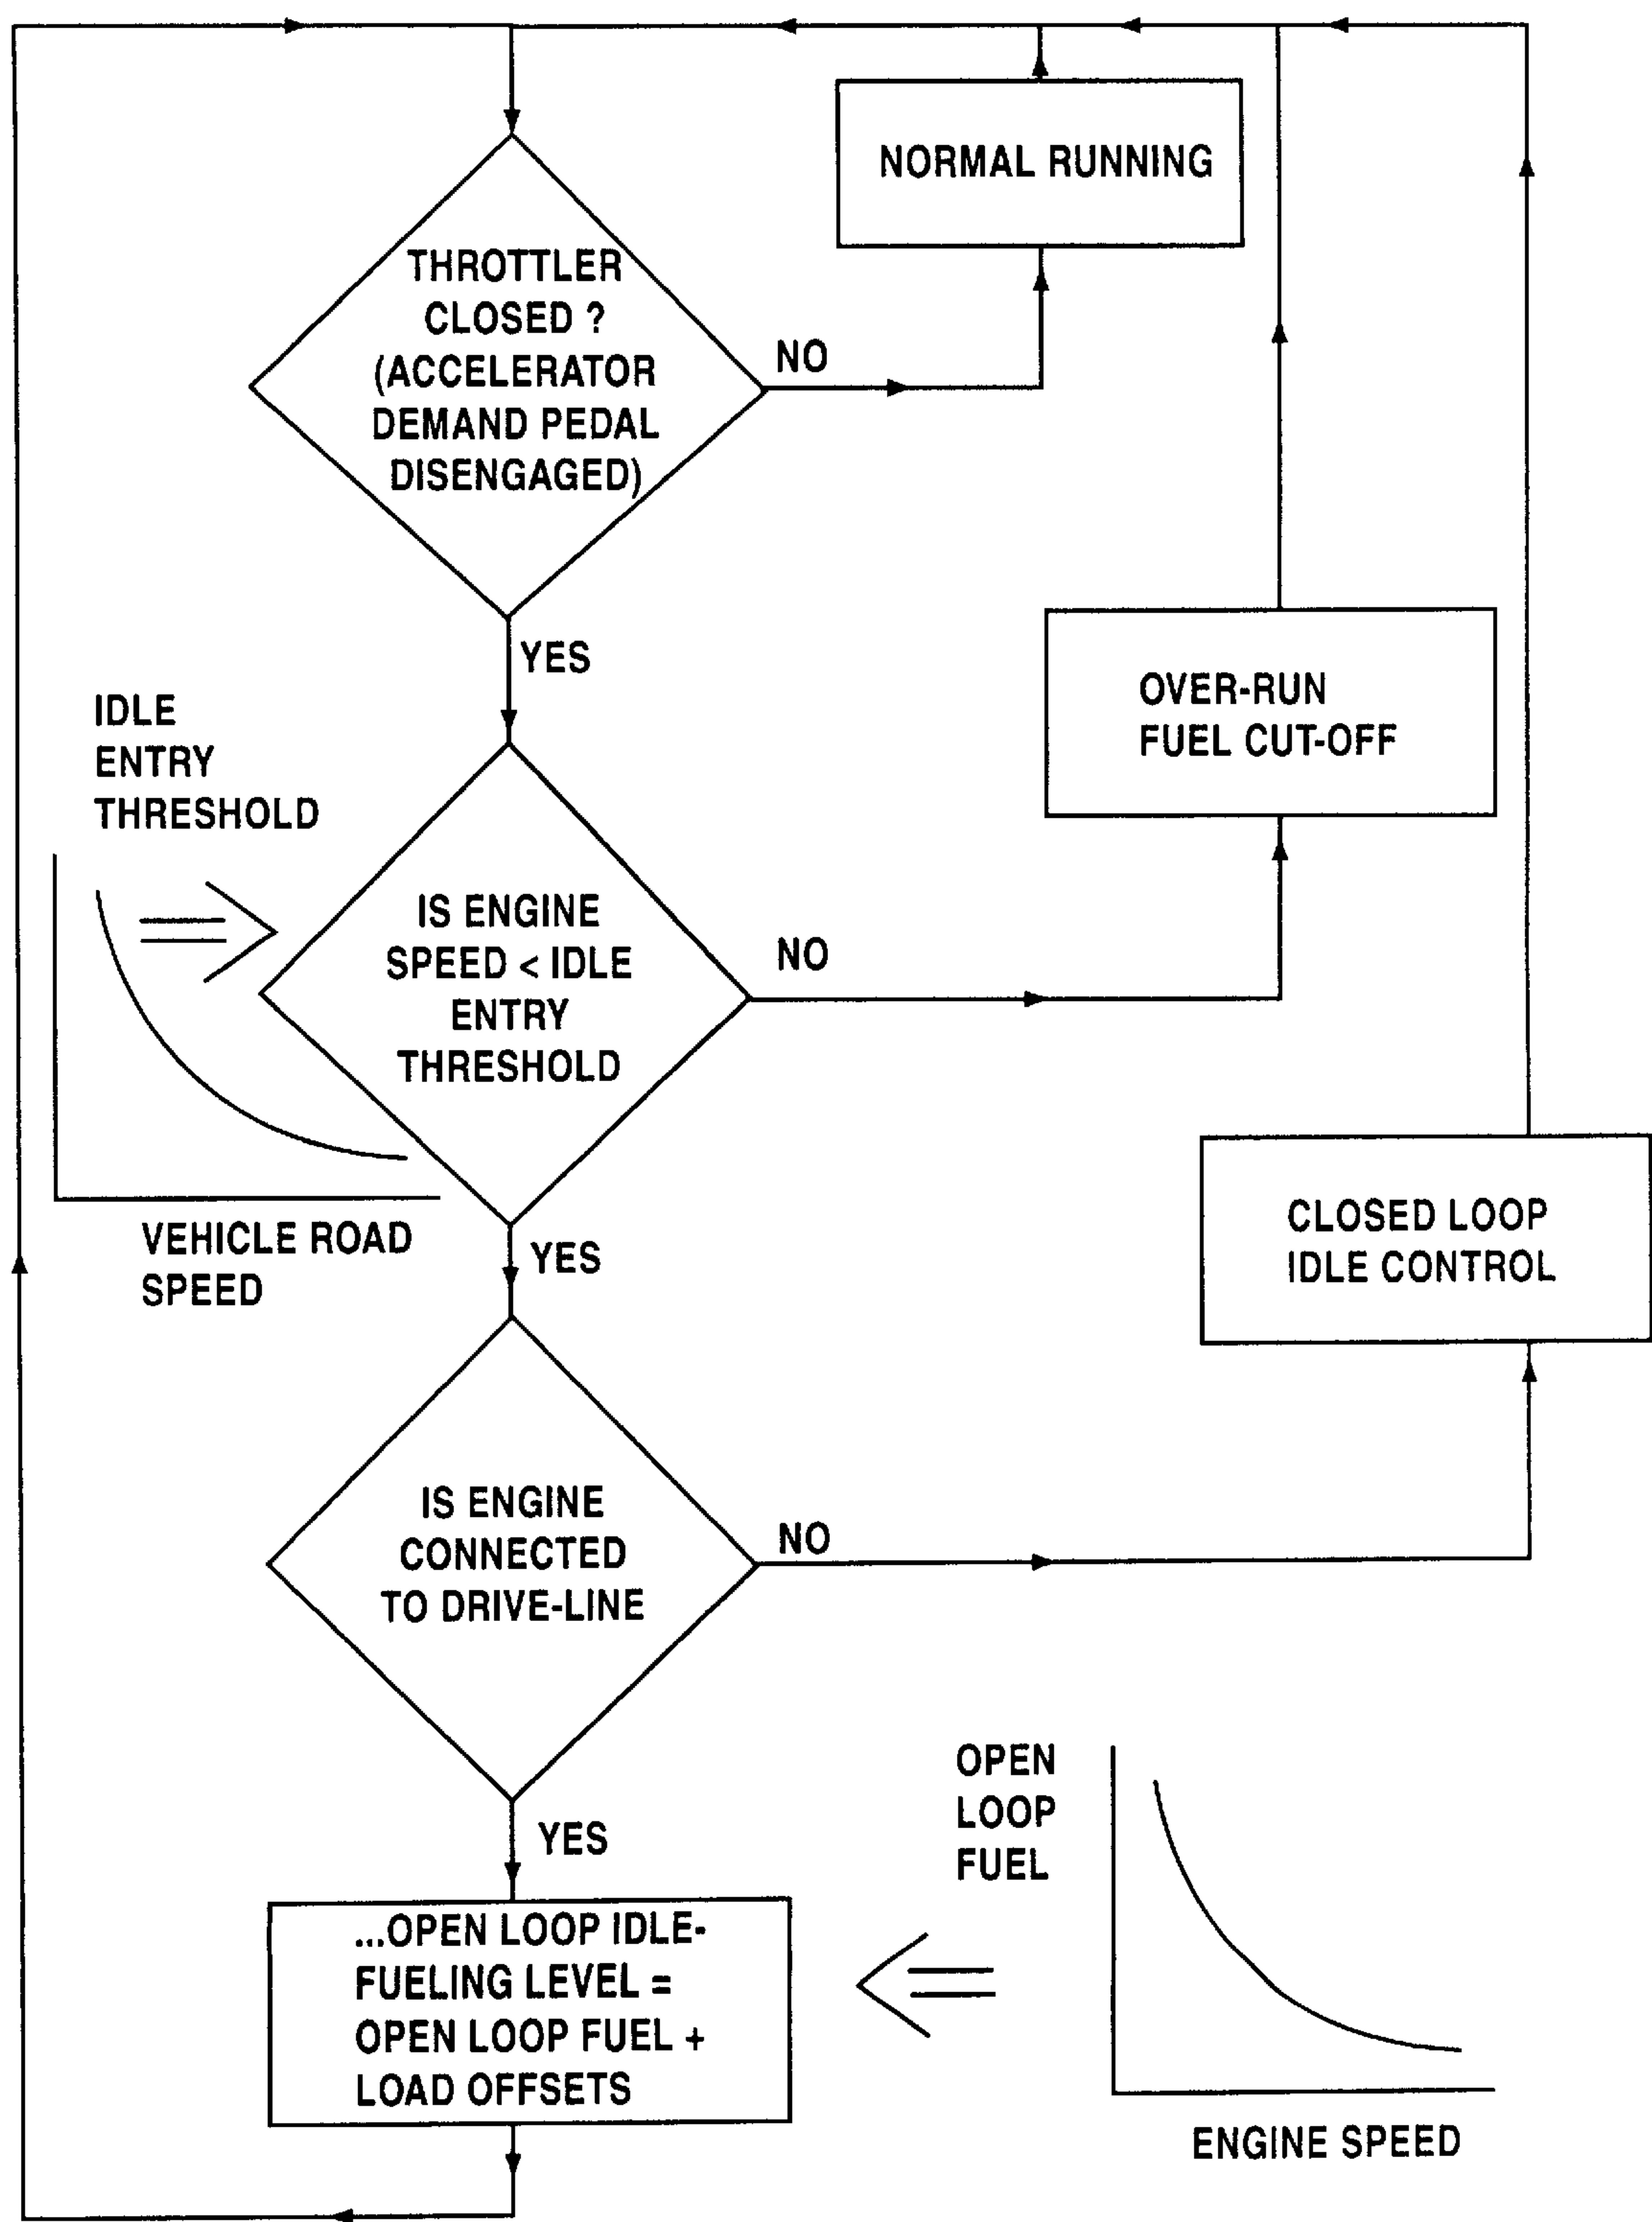 NORMAL RUNNING
THROTTLER
CLOSED ?
(ACCELERATOR
DEMAND PEDAL
DISENGAGED)
NO
YES
OVER-RUN
FUEL CUT-OFF
IDLE
ENTRY
THRESHOLD
IS ENGINE
SPEED < IDLE
ENTRY
THRESHOLD
NO
VEHICLE ROAD
SPEED
YES
CLOSED LOOP
IDLE CONTROL
IS ENGINE
CONNECTED
TO DRIVE-LINE
NO
YES
OPEN
LOOP
FUEL
...OPEN LOOP IDLE-
FUELING LEVEL =
OPEN LOOP FUEL +
LOAD OFFSETS
ENGINE SPEED